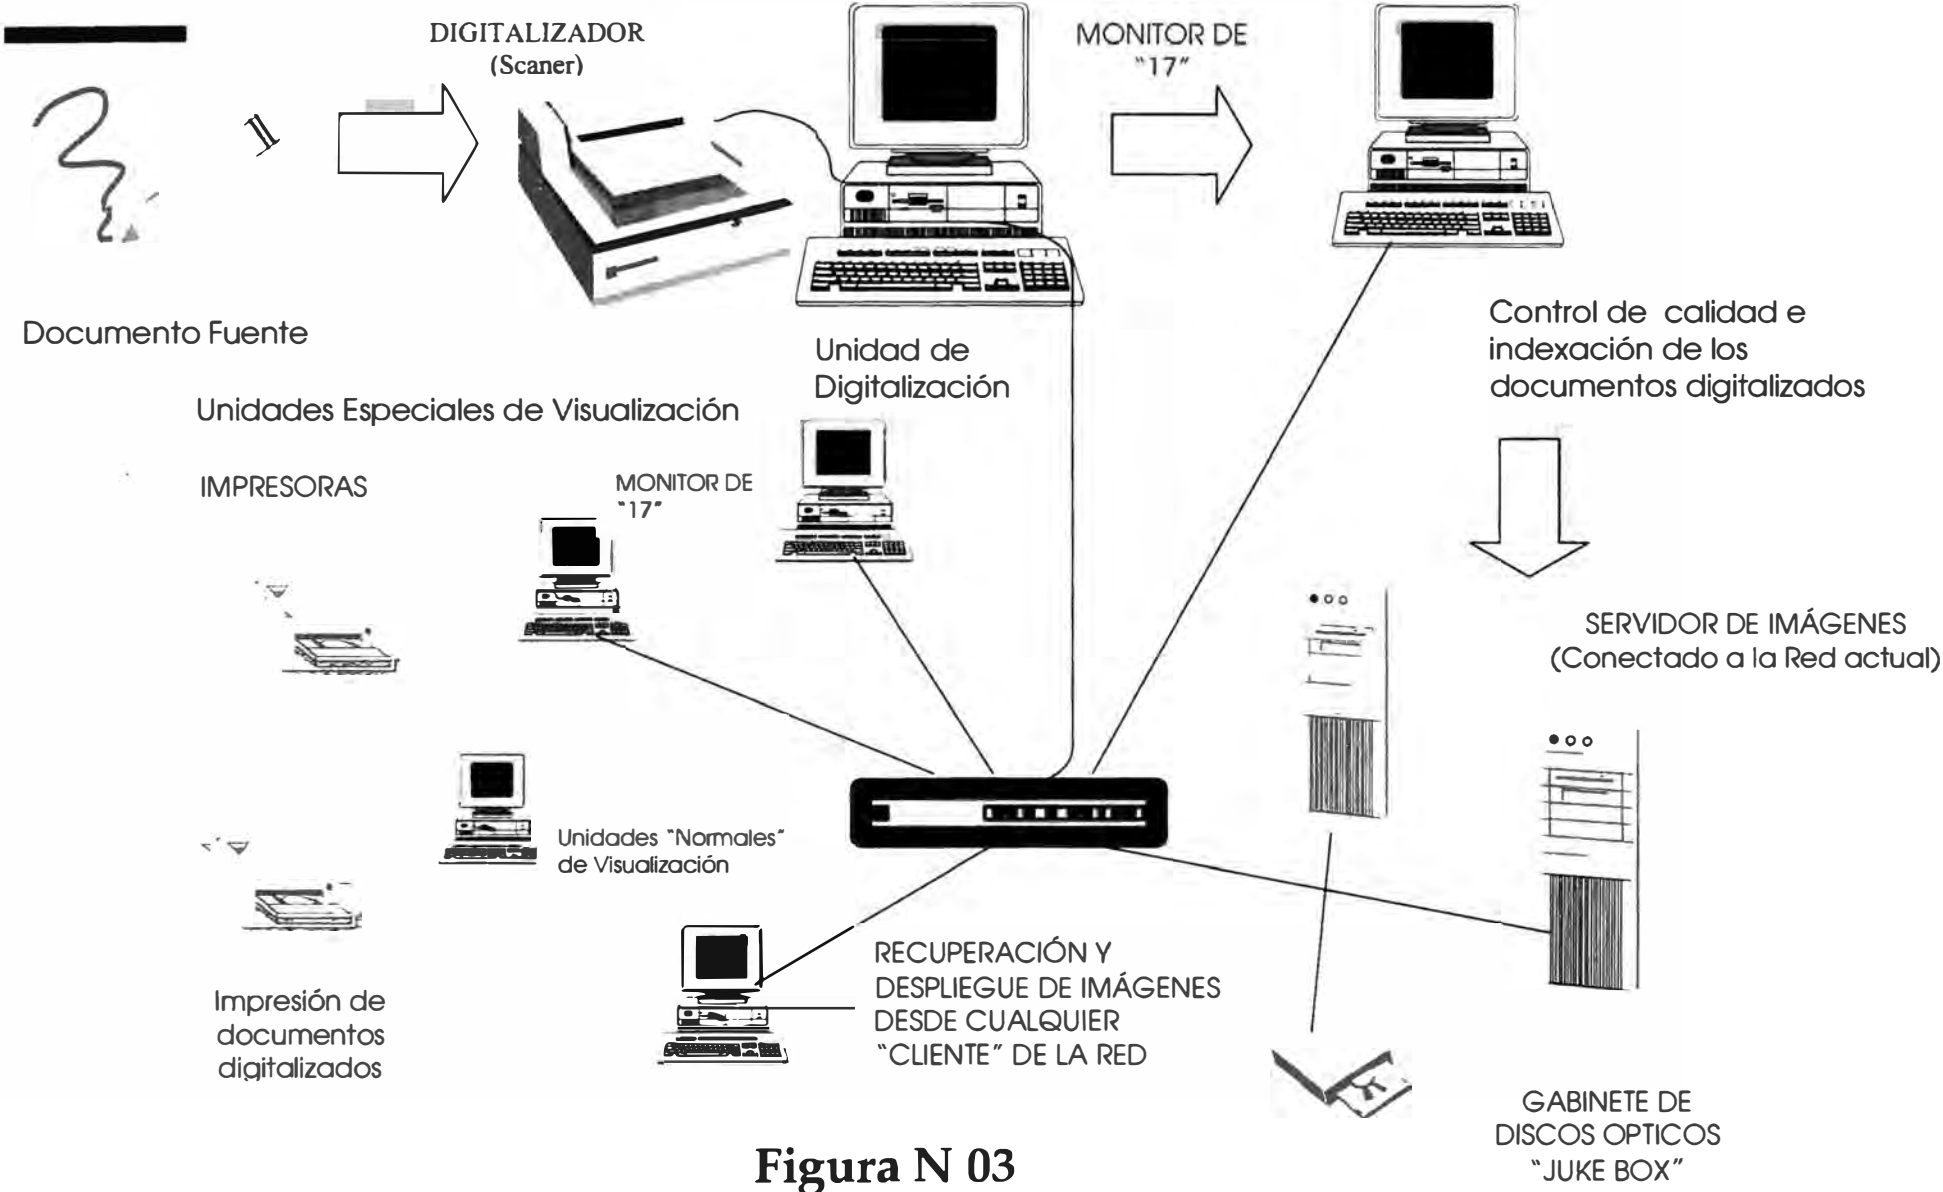 DIGITALIZADOR
(Scaner)
MONITOR DE
"17"
Documento Fuente
Unidad de
Digitalización
Control de calidad e
indexación de los
documentos digitalizados
Unidades Especiales de Visualización
IMPRESORAS
MONITOR DE
"17"
SERVIDOR DE IMÁGENES
(Conectado a la Red actual)
Unidades "Normales"
de Visualización
RECUPERACIÓN Y
DESPLIEGUE DE IMÁGENES
DESDE CUALQUIER
"CLIENTE" DE LA RED
Impresión de
documentos
digitalizados
GABINETE DE
DISCOS OPTICOS
"JUKE BOX"
Figura N 03